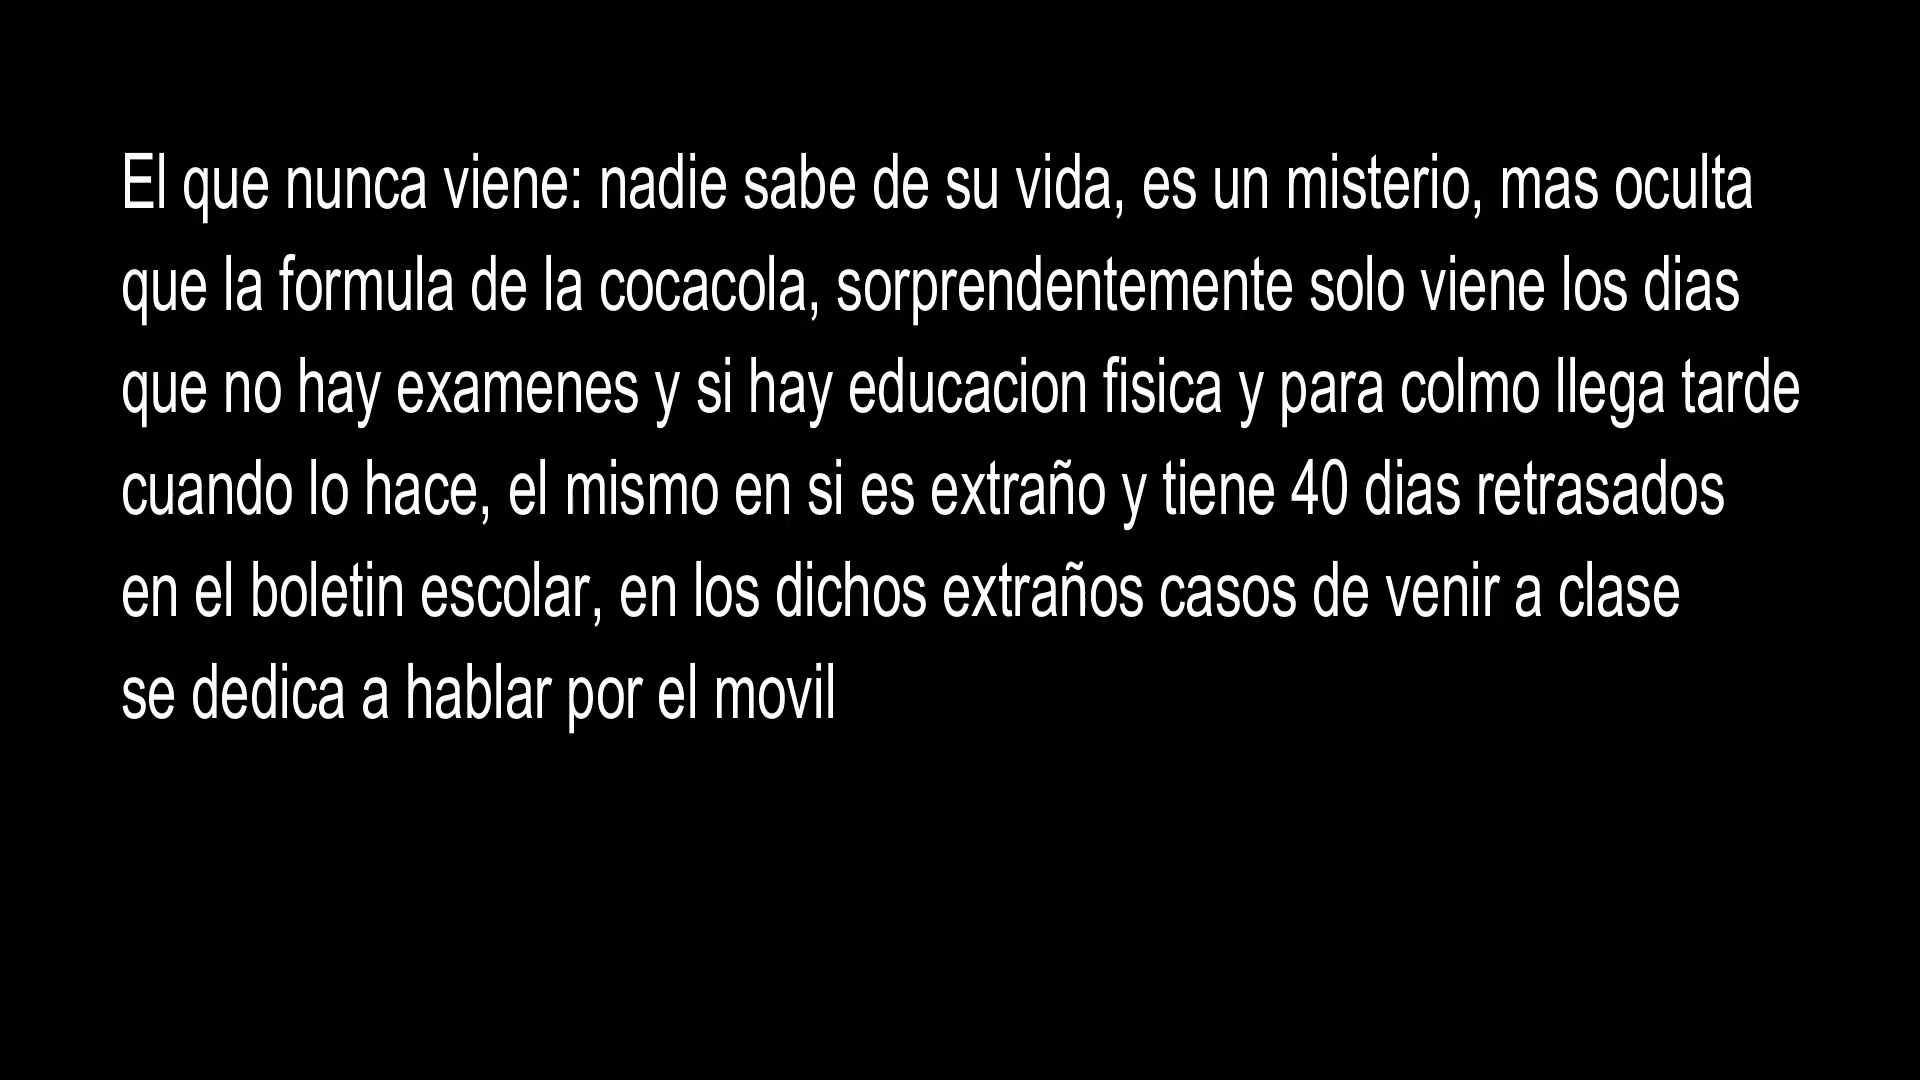 El que nunca viene: nadie sabe de su vida, es un misterio, mas oculta
que la formula de la cocacola, sorprendentemente solo viene los dias
que no hay examenes y si hay educacion fisica y para colmo llega tarde
cuando lo hace, el mismo en si es extraño y tiene 40 dias retrasados
en el boletin escolar, en los dichos extraños casos de venir a clase
se dedica a hablar por el movil